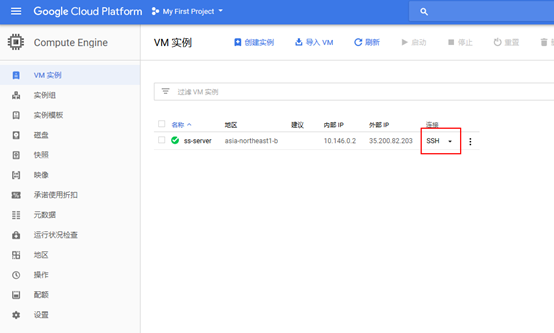 Google Cloud Platform
My First Project
Compute Engine
VM 实例
创建实例
导入 VM
刷新
启动
停止
重置
VM 实例
实例组
实例模板
磁盘
快照
映像
承诺使用折扣
元数据
运行状况检查
地区
操作
配额
设置
过滤 VM 实例
名称 地区 建议 内部 IP 外部 IP 连接
ss-server asia-northeast1-b 10.146.0.2 35.200.82.203 SSH